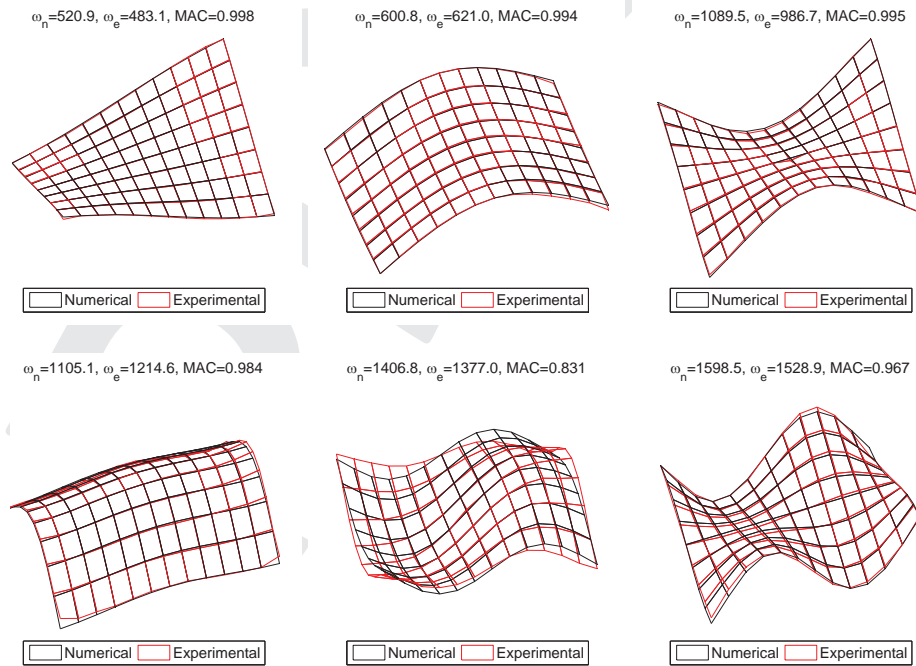 ωn=520.9, ωe=483.1, MAC=0.998
ωn=600.8, ωe=621.0, MAC=0.994
ωn=1089.5, ωe=986.7, MAC=0.995
Numerical Experimental
Numerical Experimental
Numerical Experimental
ωn=1105.1, ωe=1214.6, MAC=0.984
ωn=1406.8, ωe=1377.0, MAC=0.831
ωn=1598.5, ωe=1528.9, MAC=0.967
Numerical Experimental
Numerical Experimental
Numerical Experimental